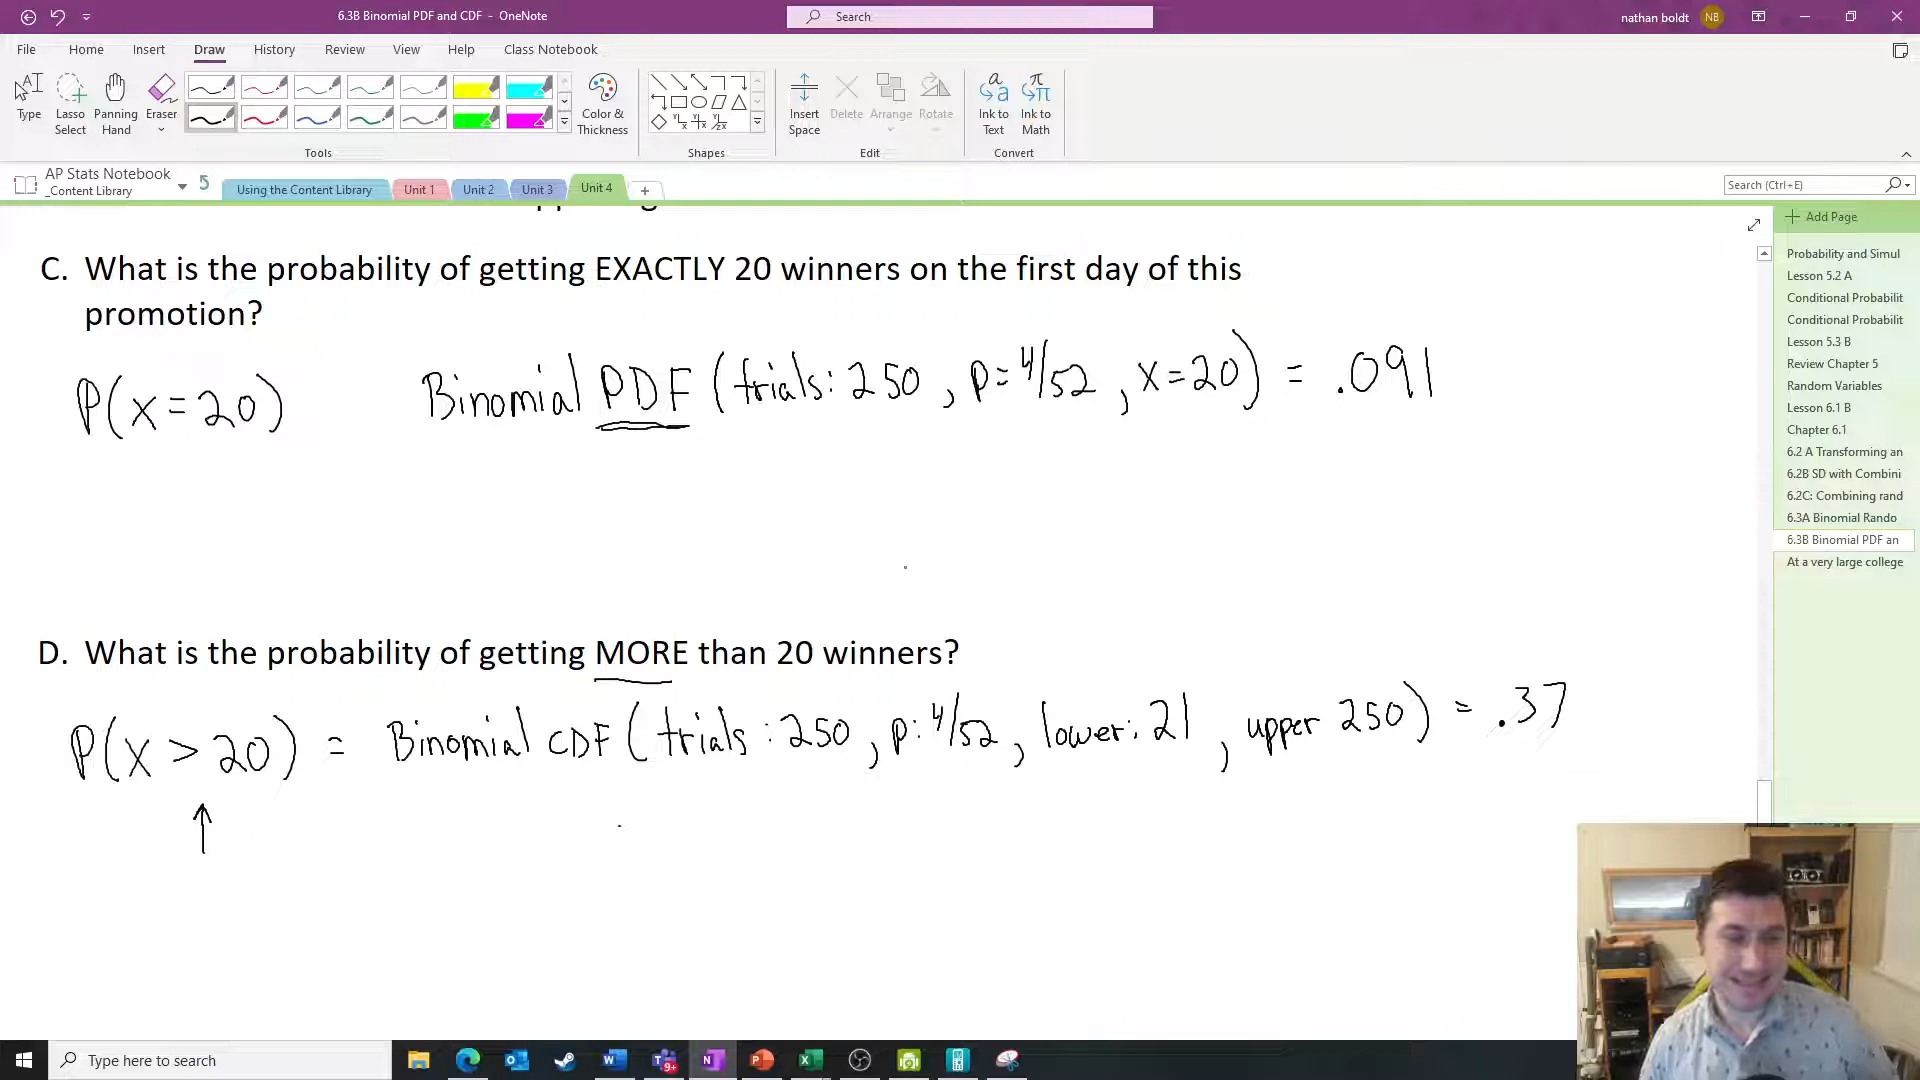 6.3B Binomial PDF and CDF - OneNote
Search
nathan boldt
NB
File Home Insert Draw History Review View Help Class Notebook
Type
Lasso Select
Panning Hand
Eraser
Color & Thickness
Insert Space
Delete
Arrange
Rotate
Ink to Text
Ink to Math
Tools
Shapes
Edit
Convert
AP Stats Notebook
_Content Library
Using the Content Library
Unit 1
Unit 2
Unit 3
Unit 4
Search (Ctrl+E)
Add Page
Probability and Simul
Lesson 5.2 A
Conditional Probabilit
Conditional Probabilit
Lesson 5.3 B
Review Chapter 5
Random Variables
Lesson 6.1 B
Chapter 6.1
6.2 A Transforming an
6.2B SD with Combini
6.2C: Combining rand
6.3A Binomial Rando
6.3B Binomial PDF an
At a very large college
C. What is the probability of getting EXACTLY 20 winners on the first day of this
promotion?
P(x=20) Binomial PDF (trials: 250, p=4/52, x=20) = .091
D. What is the probability of getting MORE than 20 winners?
P(x > 20) = Binomial CDF (trials: 250, p: 4/52, lower: 21, upper 250) = .37
Type here to search
9+